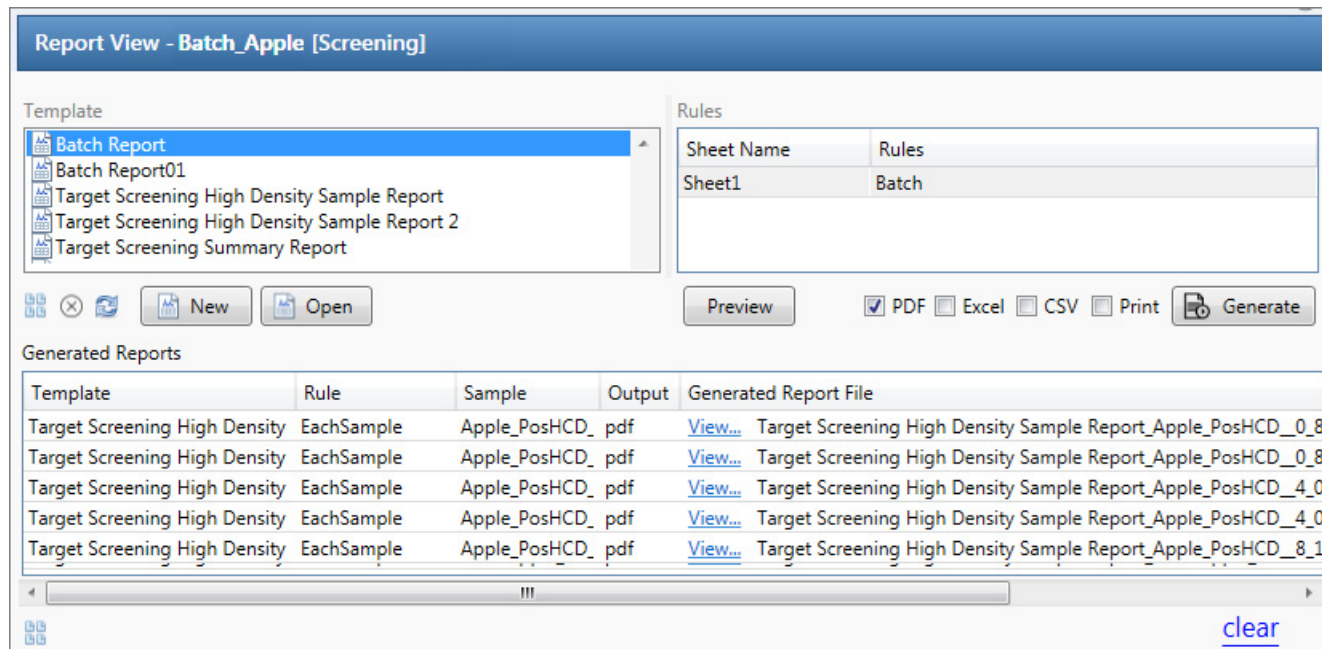 Report View - Batch_Apple [Screening]
Template
Rules
Batch Report
Batch Report01
Target Screening High Density Sample Report
Target Screening High Density Sample Report 2
Target Screening Summary Report
Sheet Name Rules
Sheet1 Batch
New Open Preview PDF Excel CSV Print Generate
Generated Reports
Template Rule Sample Output Generated Report File
Target Screening High Density EachSample Apple_PosHCD_ pdf View... Target Screening High Density Sample Report_Apple_PosHCD__0_8
Target Screening High Density EachSample Apple_PosHCD_ pdf View... Target Screening High Density Sample Report_Apple_PosHCD__0_8
Target Screening High Density EachSample Apple_PosHCD_ pdf View... Target Screening High Density Sample Report_Apple_PosHCD__4_0
Target Screening High Density EachSample Apple_PosHCD_ pdf View... Target Screening High Density Sample Report_Apple_PosHCD__4_0
Target Screening High Density EachSample Apple_PosHCD_ pdf View... Target Screening High Density Sample Report_Apple_PosHCD__8_1
clear